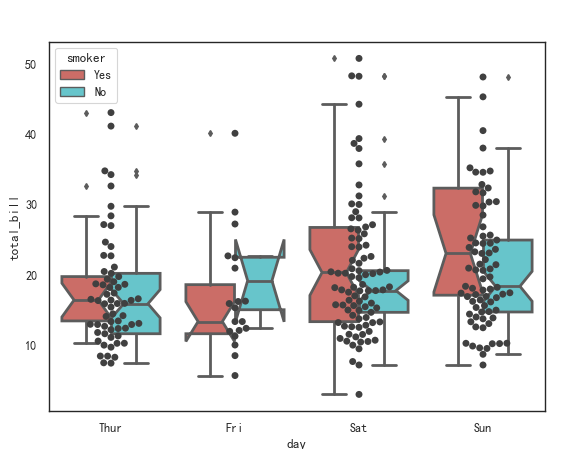 smoker
Yes
No
50
40
30
20
10
total_bill
Thur
Fri
Sat
Sun
day